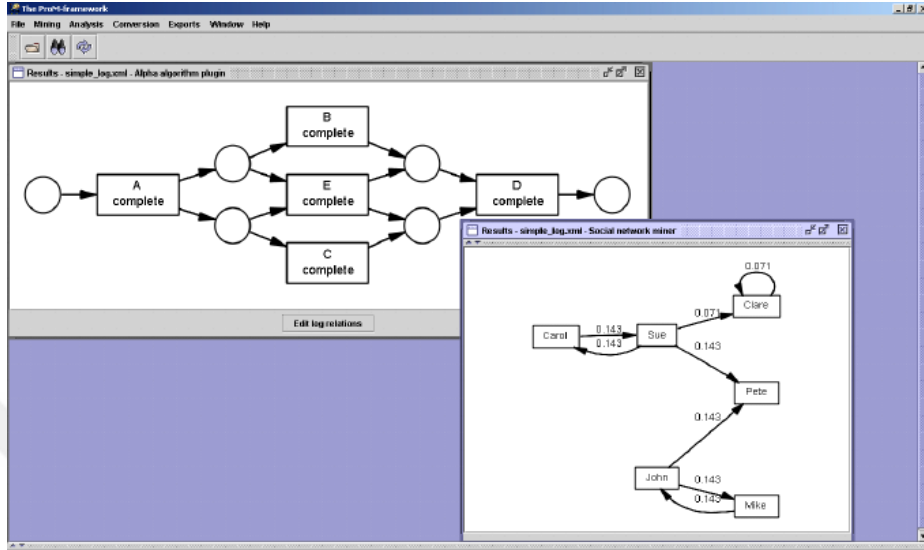 The ProM-framework
File Mining Analysis Conversion Exports Window Help
Results - simple_log.xml - Alpha algorithm plugin
B
complete
A
complete
E
complete
D
complete
C
complete
Edit log relations
Results - simple_log.xml - Social network miner
0.071
Clare
0.071
Carol
0.143
0.143
Sue
0.143
Pete
0.143
John
0.143
0.143
Mike